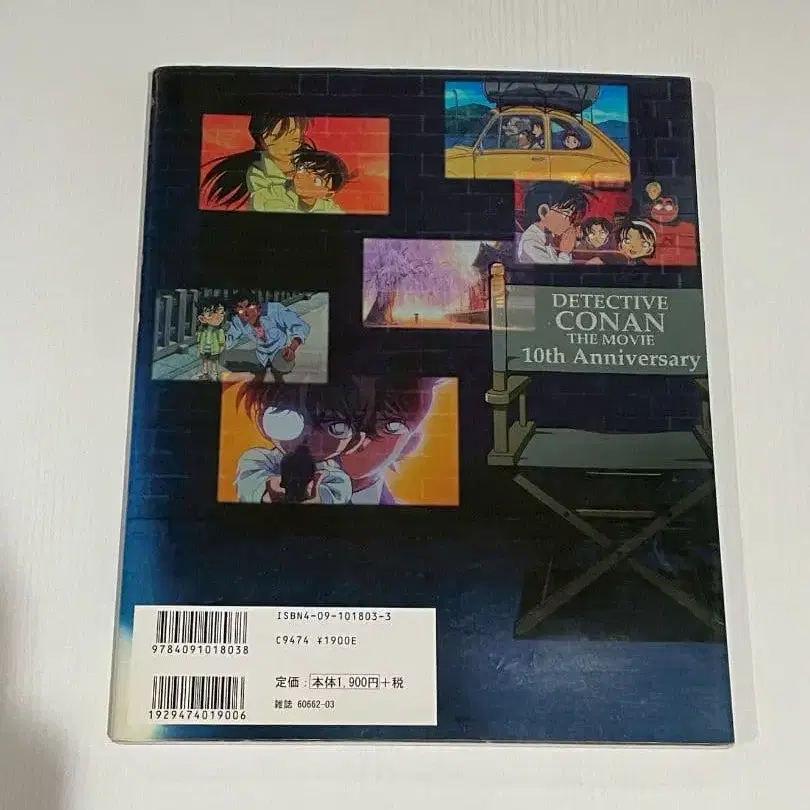 DETECTIVE
CONAN
THE MOVIE
10th Anniversary
ISBN4-09-101803-3
C9474 ¥1900E
9784091018038
定価:本体1,900円+税
雑誌 60662-03
1929474019006